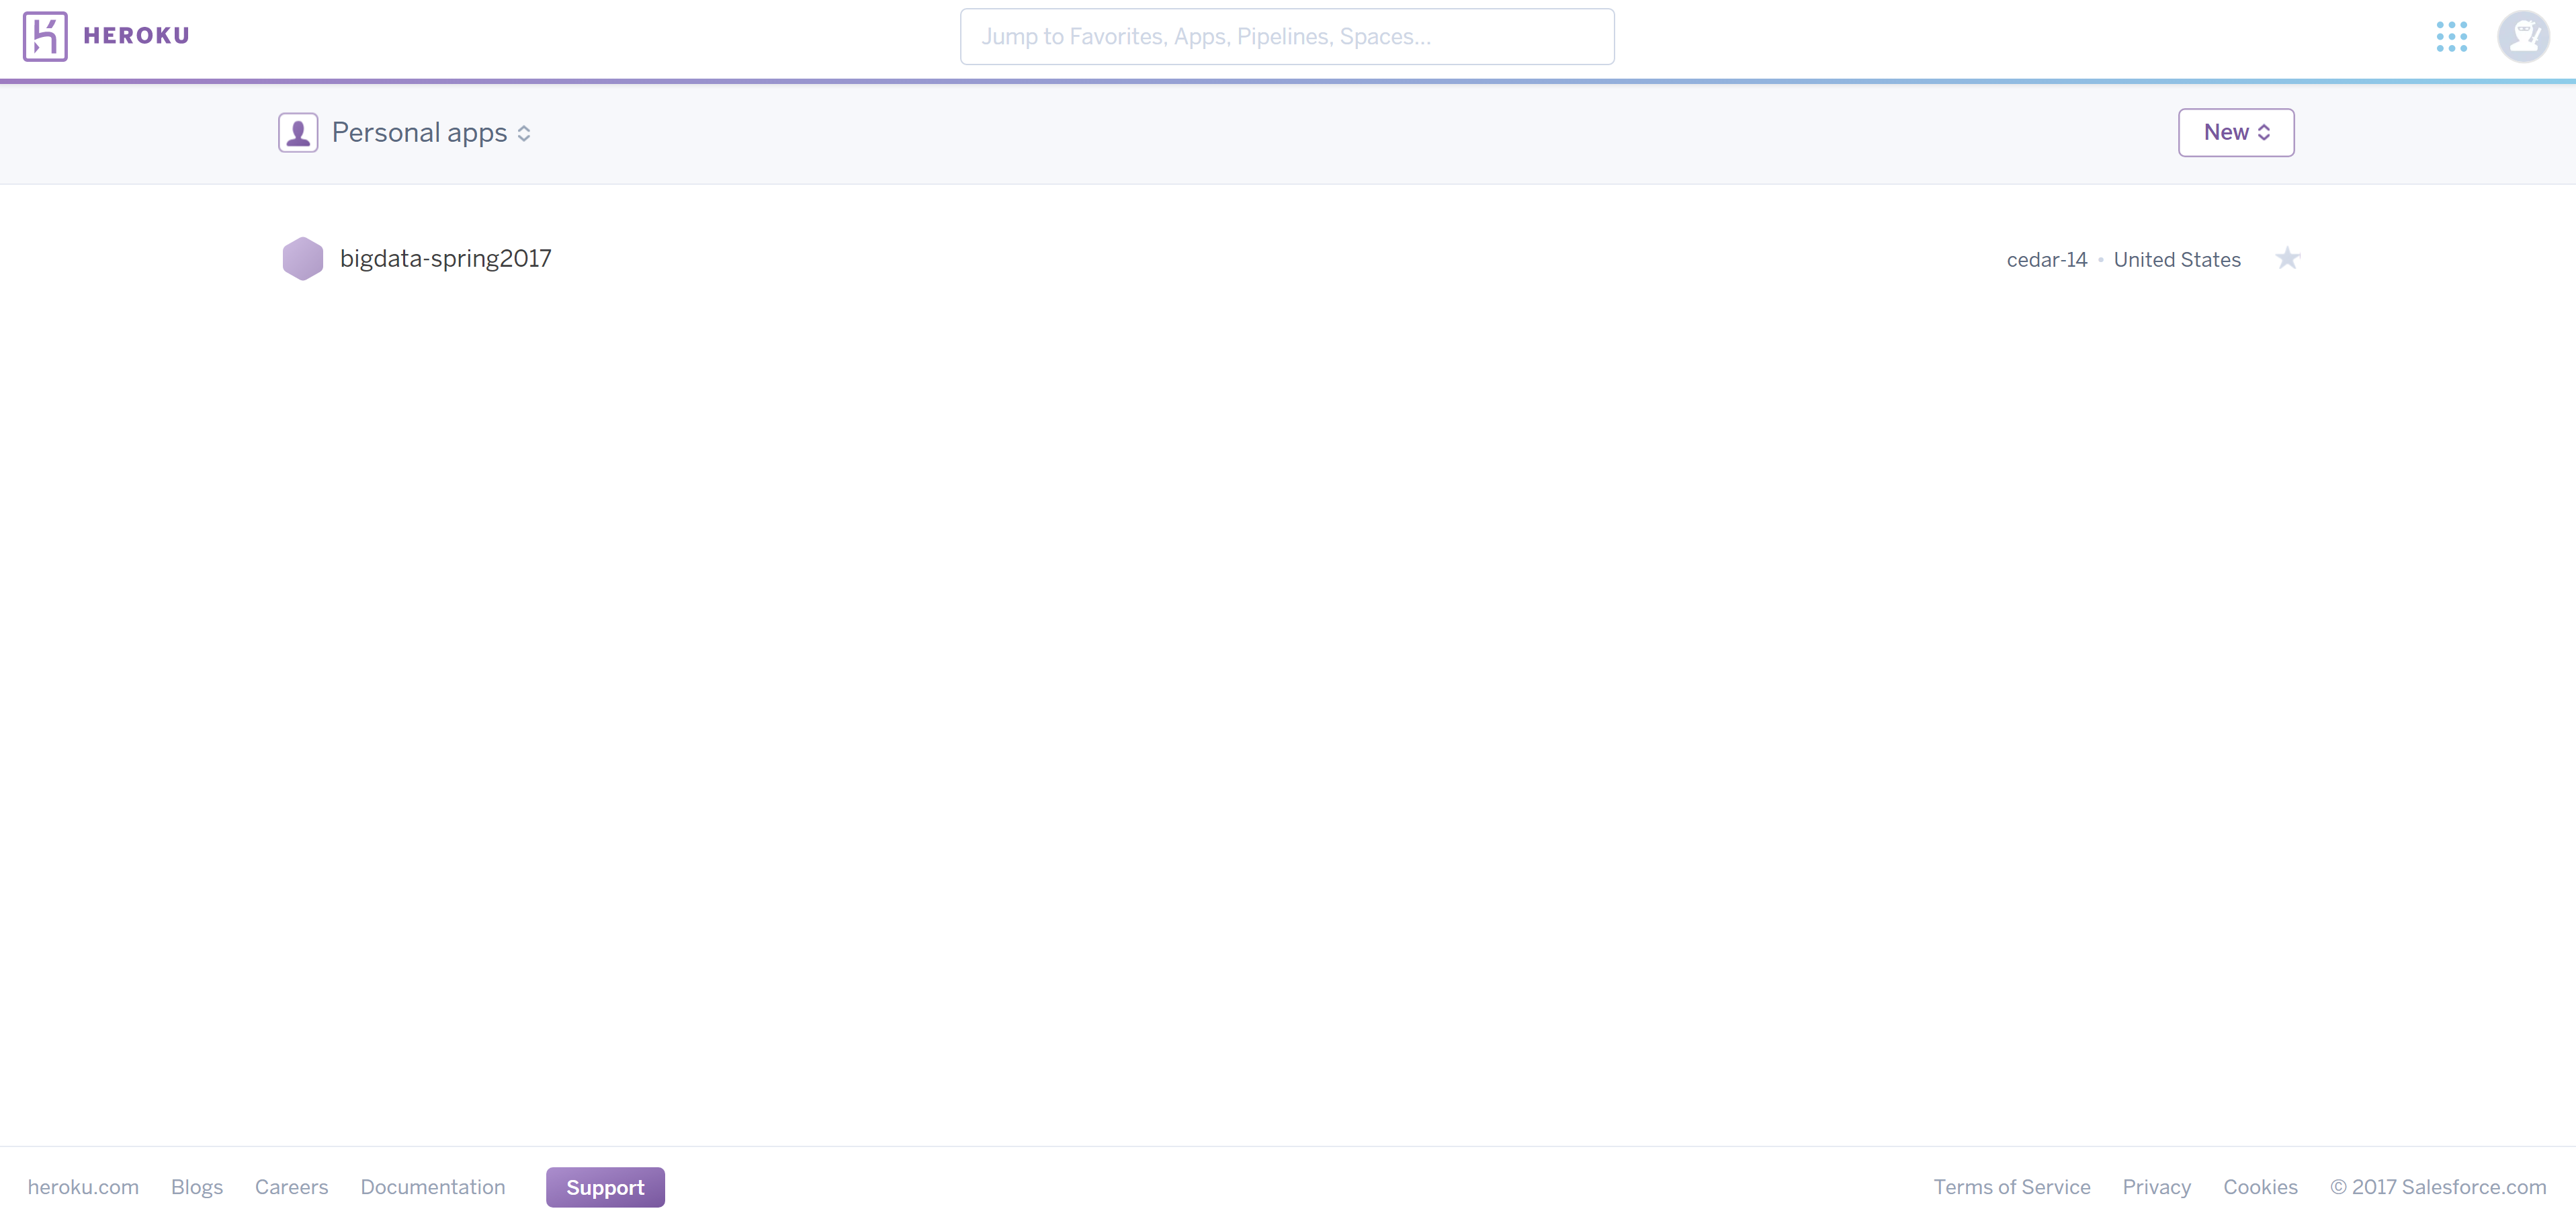 HEROKU
Jump to Favorites, Apps, Pipelines, Spaces...
Personal apps
New
bigdata-spring2017
cedar-14 • United States
heroku.com Blogs Careers Documentation Support
Terms of Service Privacy Cookies © 2017 Salesforce.com